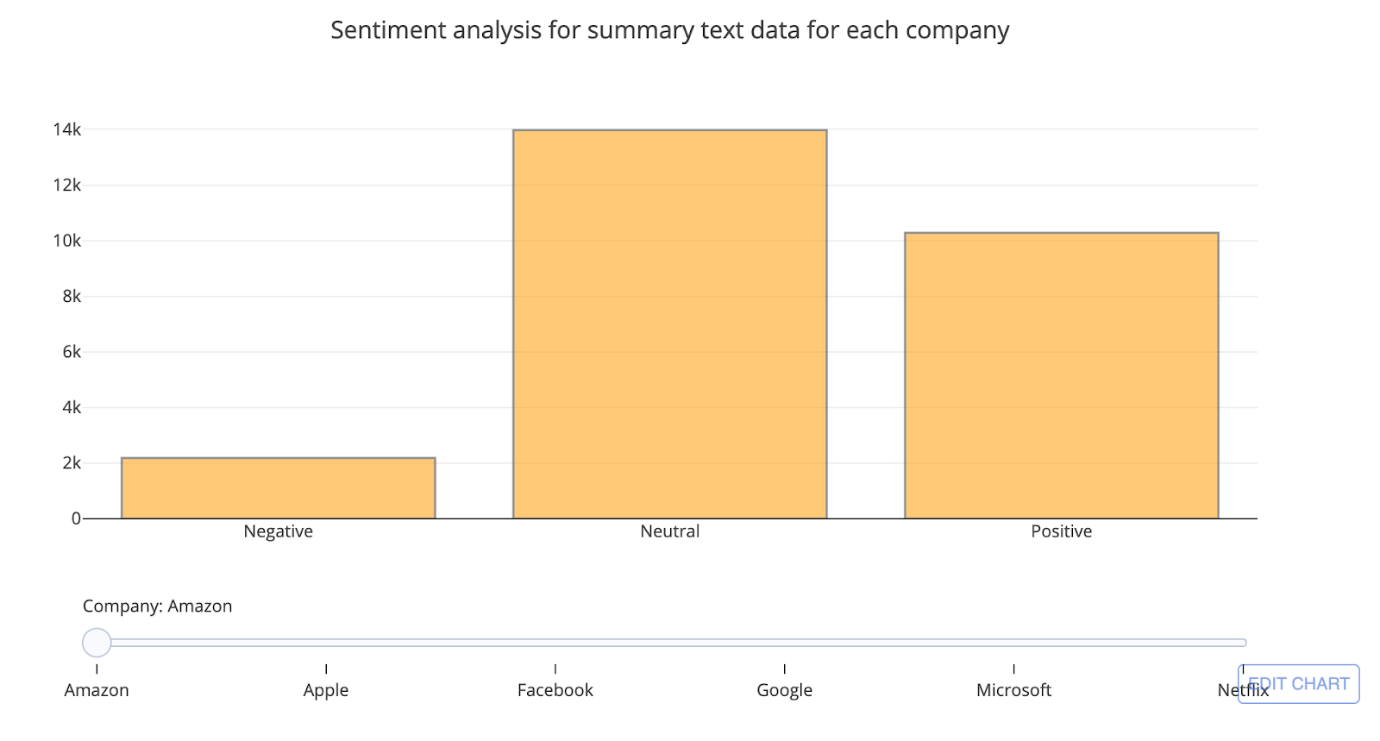 Sentiment analysis for summary text data for each company
14k
12k
10k
8k
6k
4k
2k
0
Negative Neutral Positive
Company: Amazon
Amazon Apple Facebook Google Microsoft Netflix
EDIT CHART